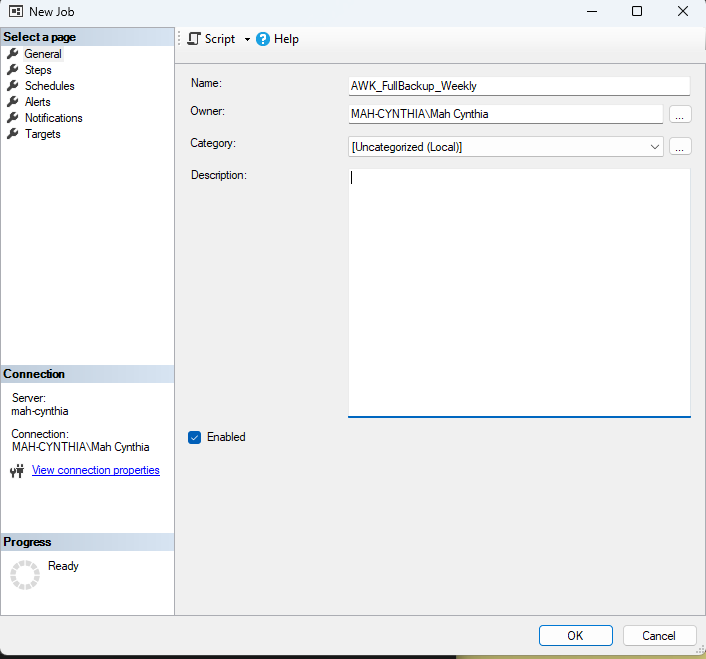 New Job
Select a page
General
Steps
Schedules
Alerts
Notifications
Targets
Script
Help
Name:
AWK_FullBackup_Weekly
Owner:
MAH-CYNTHIA\Mah Cynthia
...
Category:
[Uncategorized (Local)]
...
Description:
Enabled
Connection
Server:
mah-cynthia
Connection:
MAH-CYNTHIA\Mah Cynthia
View connection properties
Progress
Ready
OK
Cancel